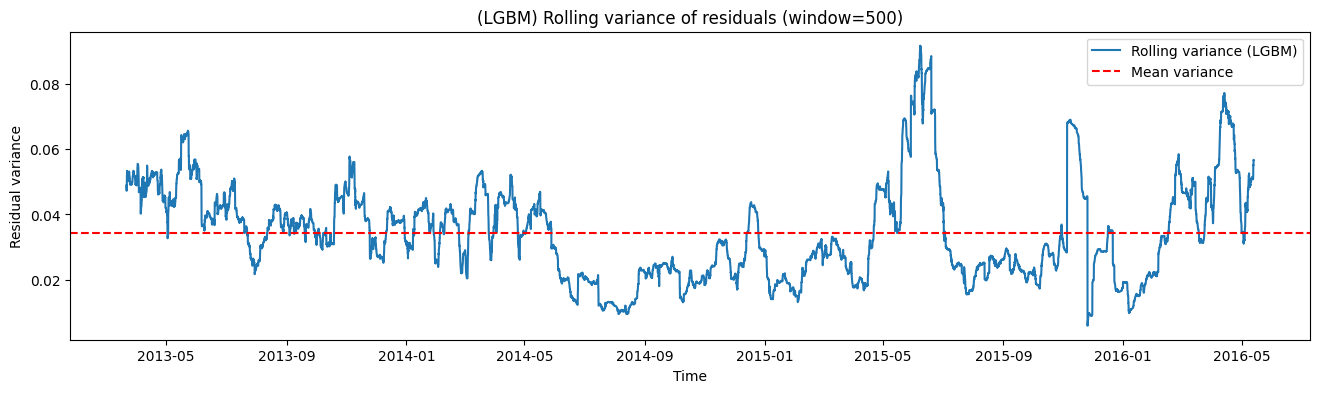 (LGBM) Rolling variance of residuals (window=500)
Rolling variance (LGBM)
Mean variance
Residual variance
0.08
0.06
0.04
0.02
2013-05 2013-09 2014-01 2014-05 2014-09 2015-01 2015-05 2015-09 2016-01 2016-05
Time